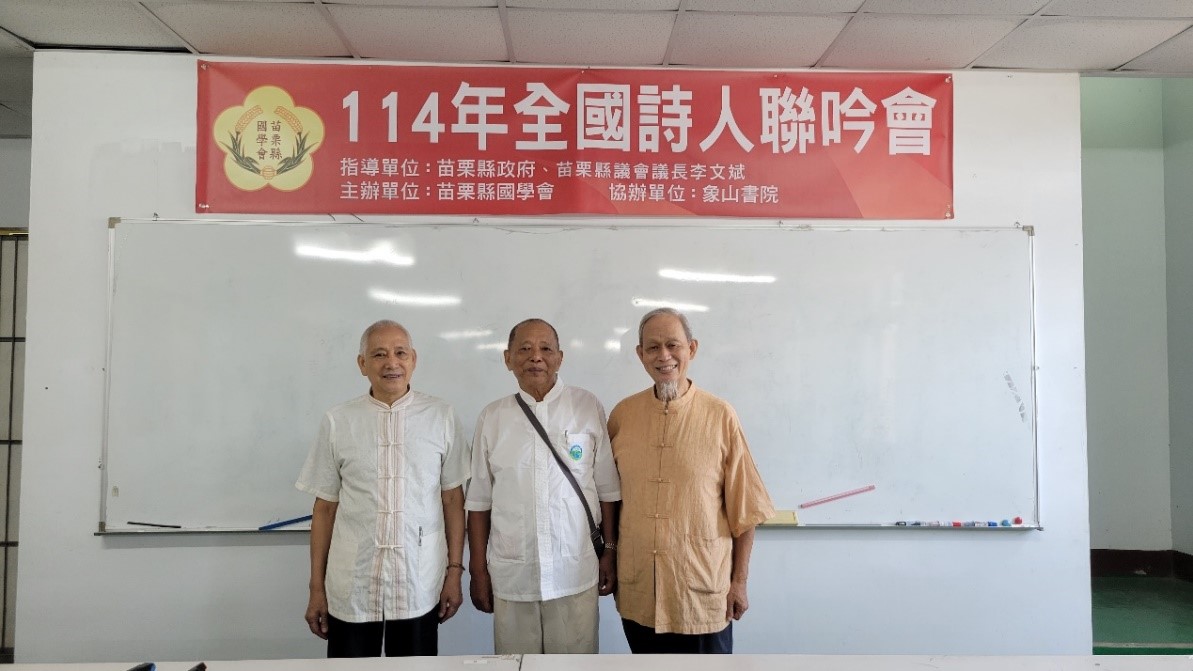 苗栗縣
國學會
114年全國詩人聯吟會
指導單位：苗栗縣政府、苗栗縣議會議長李文斌
主辦單位：苗栗縣國學會 協辦單位：象山書院